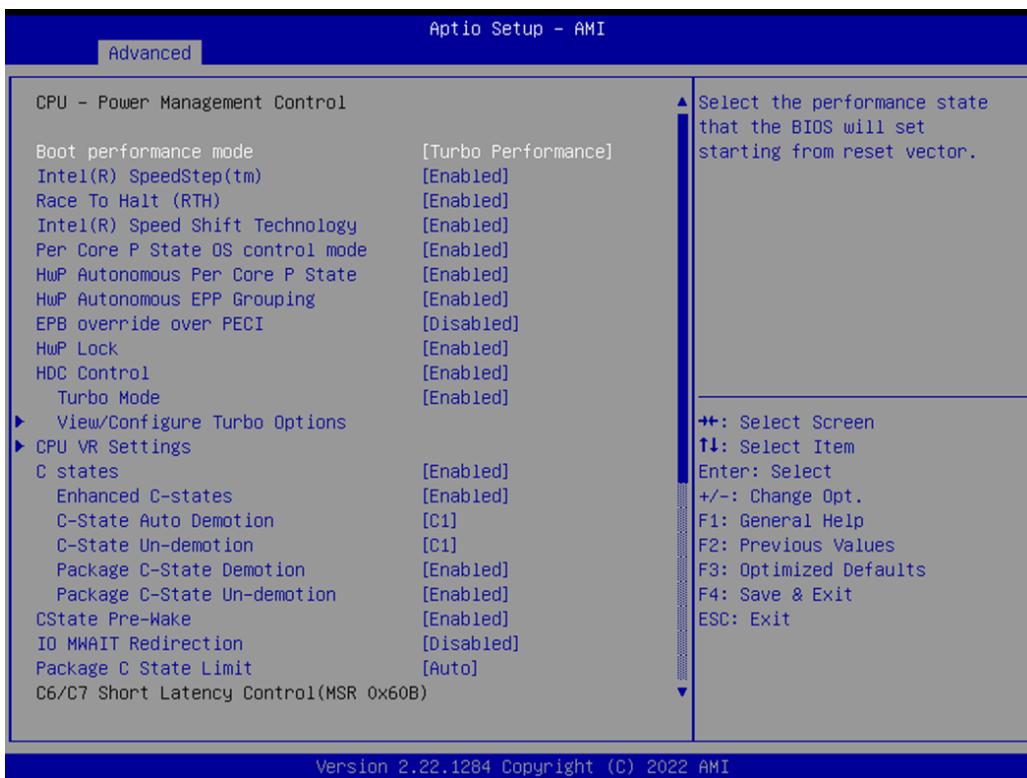 Aptio Setup – AMI
Advanced
CPU – Power Management Control
Boot performance mode [Turbo Performance]
Intel(R) SpeedStep(tm) [Enabled]
Race To Halt (RTH) [Enabled]
Intel(R) Speed Shift Technology [Enabled]
Per Core P State OS control mode [Enabled]
HwP Autonomous Per Core P State [Enabled]
HwP Autonomous EPP Grouping [Enabled]
EPB override over PECI [Disabled]
HwP Lock [Enabled]
HDC Control [Enabled]
Turbo Mode [Enabled]
View/Configure Turbo Options
CPU VR Settings
C states [Enabled]
Enhanced C-states [Enabled]
C-State Auto Demotion [C1]
C-State Un-demotion [C1]
Package C-State Demotion [Enabled]
Package C-State Un-demotion [Enabled]
CState Pre-Wake [Enabled]
IO MWAIT Redirection [Disabled]
Package C State Limit [Auto]
C6/C7 Short Latency Control(MSR 0x60B)
Select the performance state
that the BIOS will set
starting from reset vector.
→←: Select Screen
↑↓: Select Item
Enter: Select
+/-: Change Opt.
F1: General Help
F2: Previous Values
F3: Optimized Defaults
F4: Save & Exit
ESC: Exit
Version 2.22.1284 Copyright (C) 2022 AMI